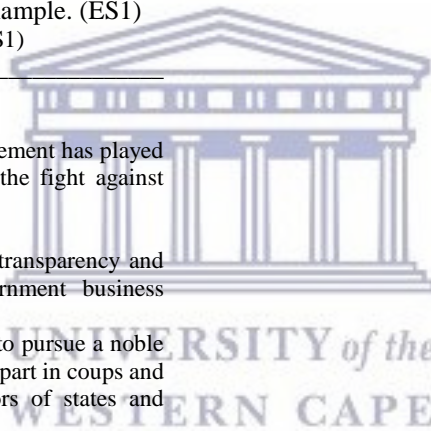 ample. (ES1)
S1)
ement has played
the fight against
transparency and
rnment business
to pursue a noble
part in coups and
rs of states and
UNIVERSITY of the
WESTERN CAPE